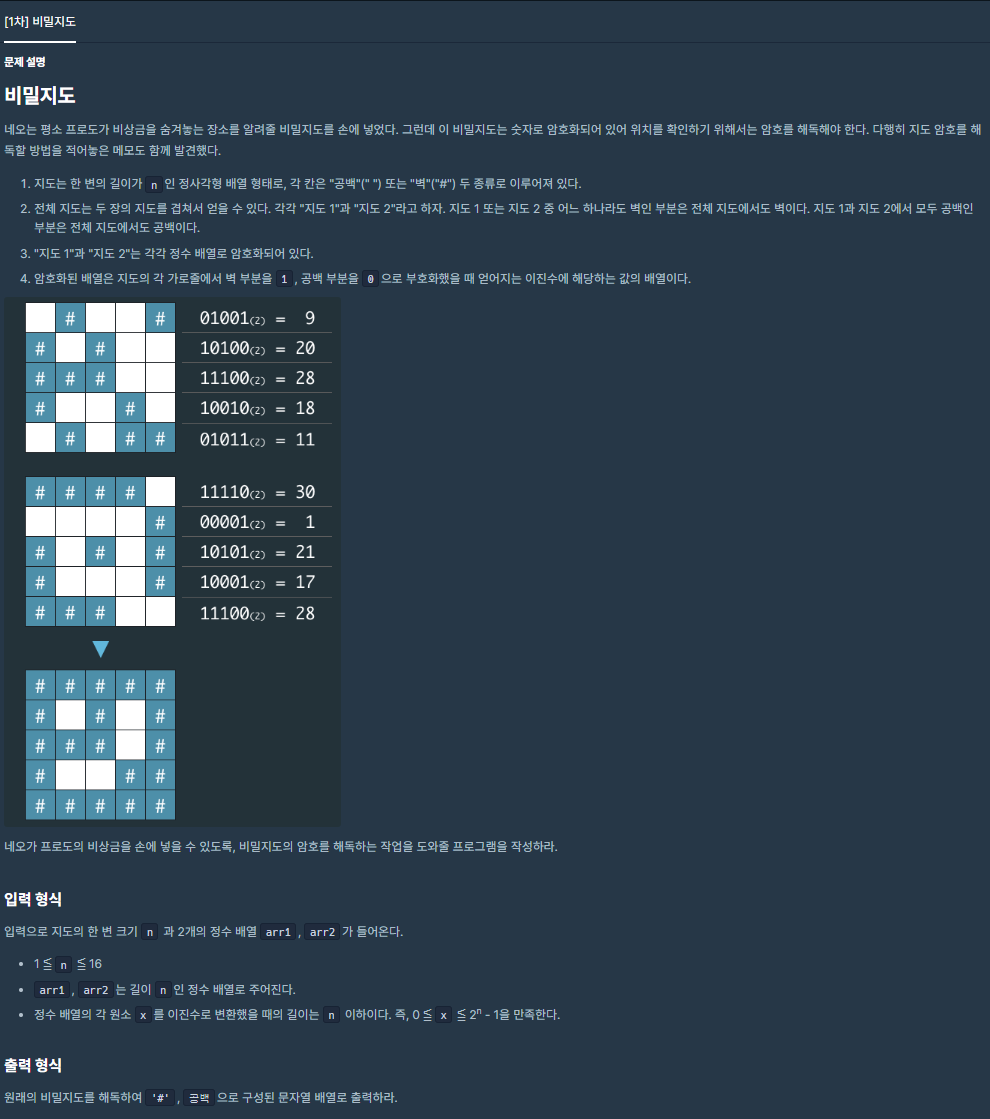 [1차] 비밀지도
문제 설명
비밀지도
네오는 평소 프로도가 비상금을 숨겨놓는 장소를 알려줄 비밀지도를 손에 넣었다. 그런데 이 비밀지도는 숫자로 암호화되어 있어 위치를 확인하기 위해서는 암호를 해독해야 한다. 다행히 지도 암호를 해
독할 방법을 적어놓은 메모도 함께 발견했다.
1. 지도는 한 변의 길이가 n 인 정사각형 배열 형태로, 각 칸은 "공백"(" ") 또는 "벽"("#") 두 종류로 이루어져 있다.
2. 전체 지도는 두 장의 지도를 겹쳐서 얻을 수 있다. 각각 "지도 1"과 "지도 2"라고 하자. 지도 1 또는 지도 2 중 어느 하나라도 벽인 부분은 전체 지도에서도 벽이다. 지도 1과 지도 2에서 모두 공백인
부분은 전체 지도에서도 공백이다.
3. "지도 1"과 "지도 2"는 각각 정수 배열로 암호화되어 있다.
4. 암호화된 배열은 지도의 각 가로줄에서 벽 부분을 1 , 공백 부분을 0 으로 부호화했을 때 얻어지는 이진수에 해당하는 값의 배열이다.
# # 01001(2) = 9
# # 10100(2) = 20
# # # 11100(2) = 28
# # 10010(2) = 18
# # # 01011(2) = 11
# # # # 11110(2) = 30
# 00001(2) = 1
# # # 10101(2) = 21
# # 10001(2) = 17
# # # 11100(2) = 28
# # # # #
# # #
# # # #
# # #
# # # # #
네오가 프로도의 비상금을 손에 넣을 수 있도록, 비밀지도의 암호를 해독하는 작업을 도와줄 프로그램을 작성하라.
입력 형식
입력으로 지도의 한 변 크기 n 과 2개의 정수 배열 arr1 , arr2 가 들어온다.
• 1 ≦ n ≦ 16
• arr1 , arr2 는 길이 n 인 정수 배열로 주어진다.
• 정수 배열의 각 원소 x 를 이진수로 변환했을 때의 길이는 n 이하이다. 즉, 0 ≦ x ≦ 2ⁿ - 1을 만족한다.
출력 형식
원래의 비밀지도를 해독하여 '#' , 공백 으로 구성된 문자열 배열로 출력하라.